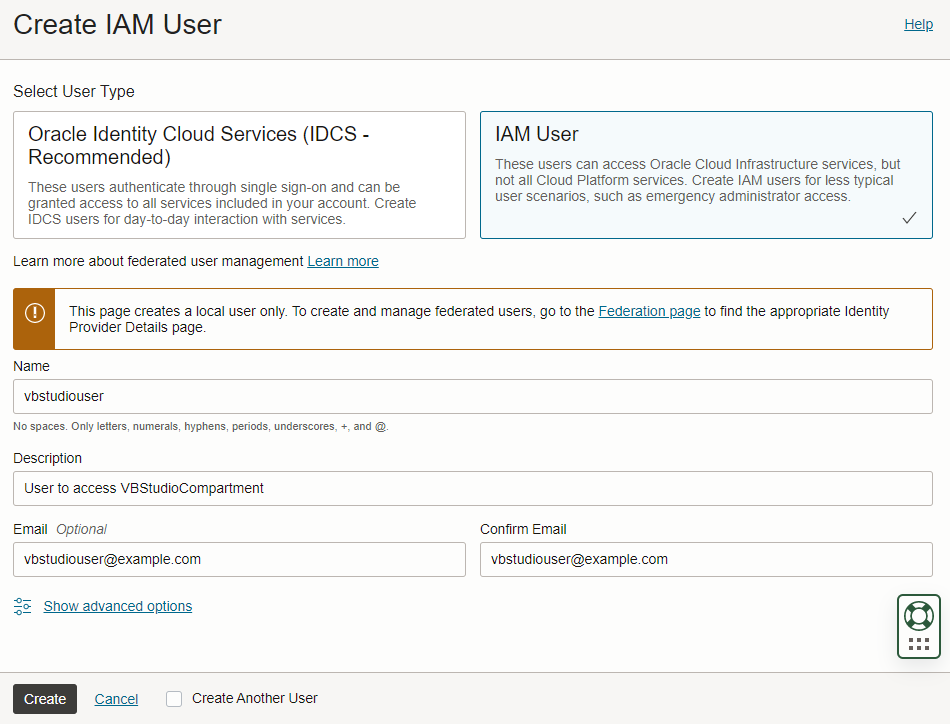 Create IAM User
Help
Select User Type
Oracle Identity Cloud Services (IDCS -
Recommended)
These users authenticate through single sign-on and can be
granted access to all services included in your account. Create
IDCS users for day-to-day interaction with services.
IAM User
These users can access Oracle Cloud Infrastructure services, but
not all Cloud Platform services. Create IAM users for less typical
user scenarios, such as emergency administrator access.
Learn more about federated user management Learn more
This page creates a local user only. To create and manage federated users, go to the Federation page to find the appropriate Identity
Provider Details page.
Name
vbstudiouser
No spaces. Only letters, numerals, hyphens, periods, underscores, +, and @.
Description
User to access VBStudioCompartment
Email Optional
vbstudiouser@example.com
Confirm Email
vbstudiouser@example.com
Show advanced options
Create
Cancel
Create Another User